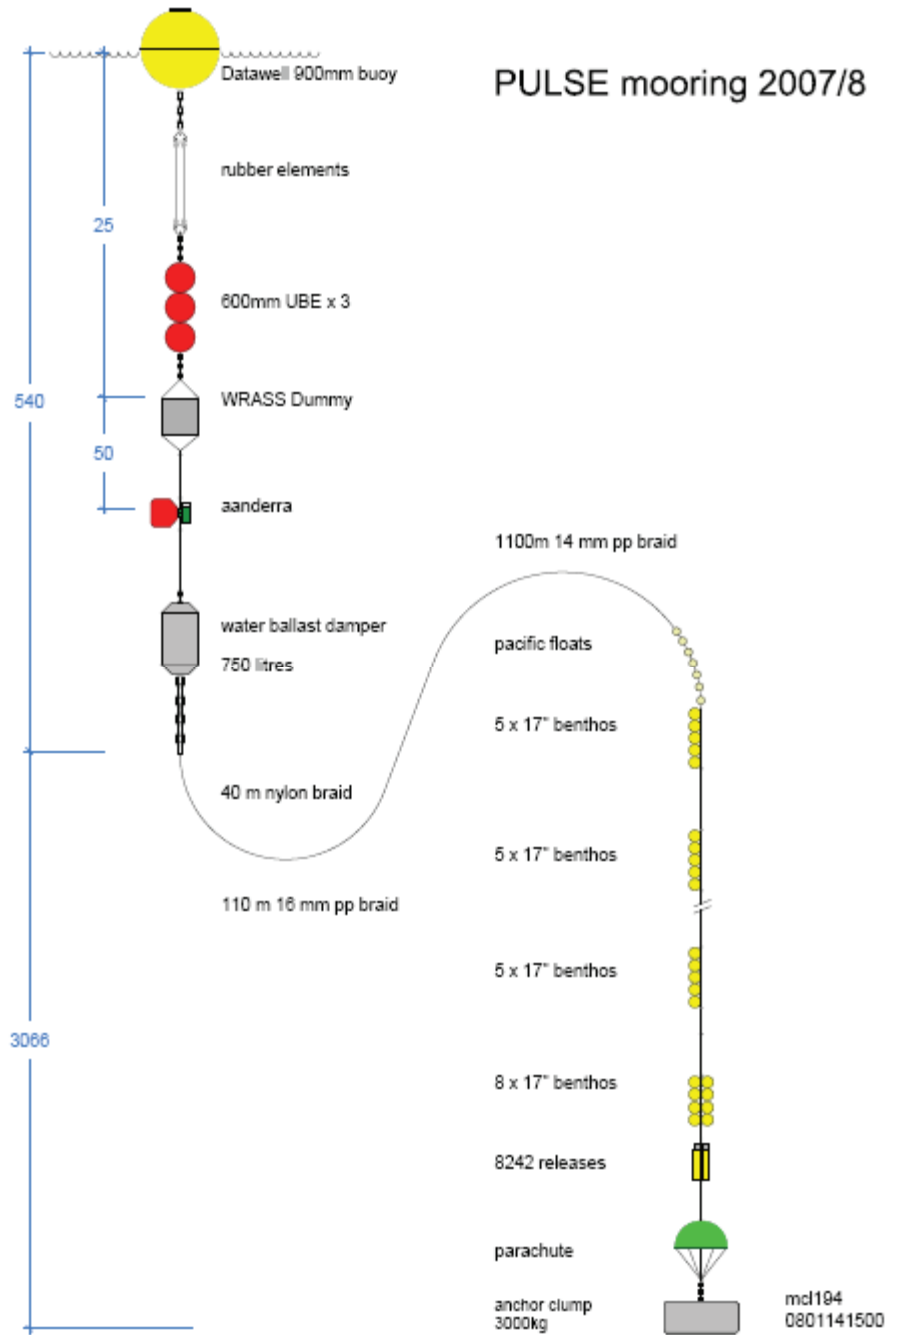 PULSE mooring 2007/8
Datawell 900mm buoy
rubber elements
25
600mm UBE x 3
540
WRASS Dummy
50
aanderra
water ballast damper
750 litres
40 m nylon braid
110 m 16 mm pp braid
3066
1100m 14 mm pp braid
pacific floats
5 x 17" benthos
5 x 17" benthos
5 x 17" benthos
8 x 17" benthos
8242 releases
parachute
anchor clump
3000kg
mcl194
0801141500